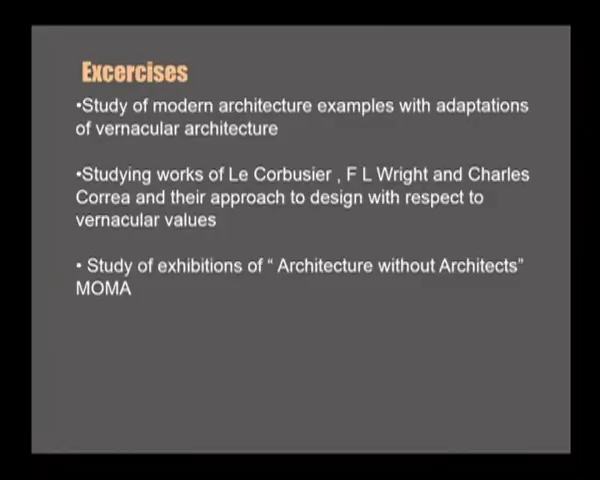 Excercises
•Study of modern architecture examples with adaptations
of vernacular architecture
•Studying works of Le Corbusier , F L Wright and Charles
Correa and their approach to design with respect to
vernacular values
• Study of exhibitions of “ Architecture without Architects”
MOMA